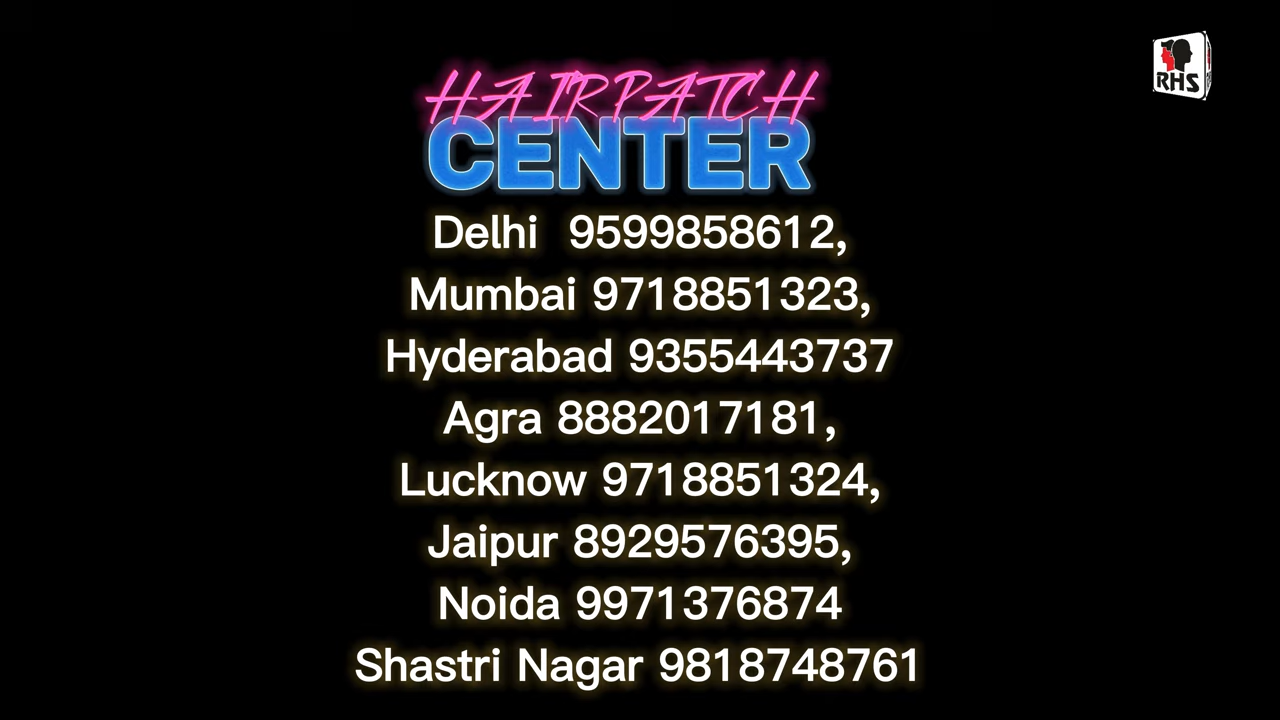 RHS
HAIRPATCH
CENTER
Delhi 9599858612,
Mumbai 9718851323,
Hyderabad 9355443737
Agra 8882017181,
Lucknow 9718851324,
Jaipur 8929576395,
Noida 9971376874
Shastri Nagar 9818748761